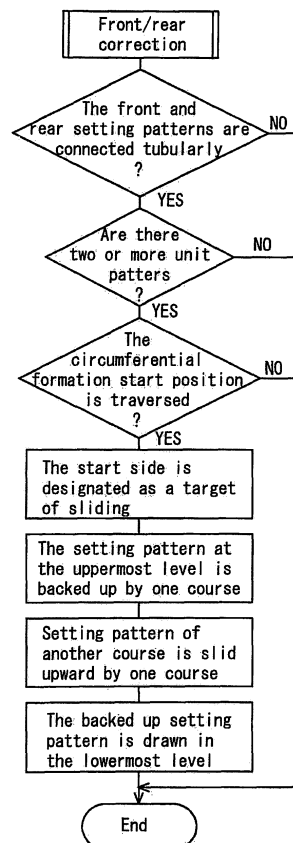 Front/rear
correction
The front and
rear setting patterns are
connected tubularly
?
NO
YES
Are there
two or more unit
patters
?
NO
YES
The
circumferential
formation start position
is traversed
?
NO
YES
The start side is
designated as a target
of sliding
The setting pattern at
the uppermost level is
backed up by one course
Setting pattern of
another course is slid
upward by one course
The backed up setting
pattern is drawn in
the lowermost level
End